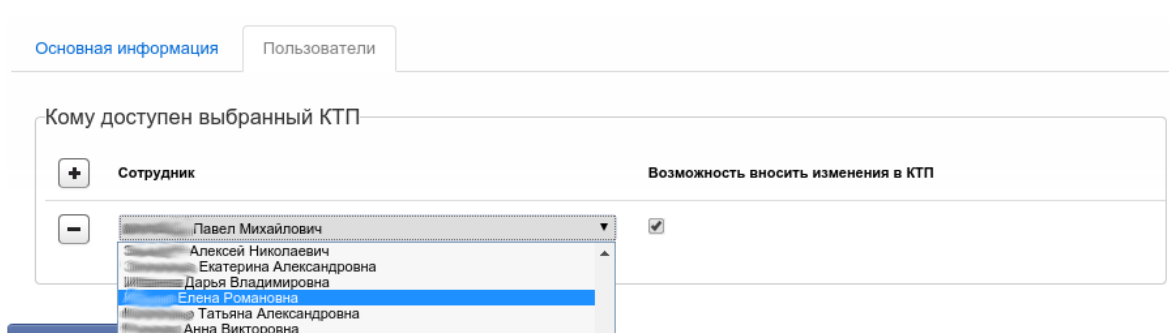 Основная информация Пользователи
Кому доступен выбранный КТП
+ Сотрудник Возможность вносить изменения в КТП
− Павел Михайлович
Алексей Николаевич
Екатерина Александровна
Дарья Владимировна
Елена Романовна
Татьяна Александровна
Анна Викторовна